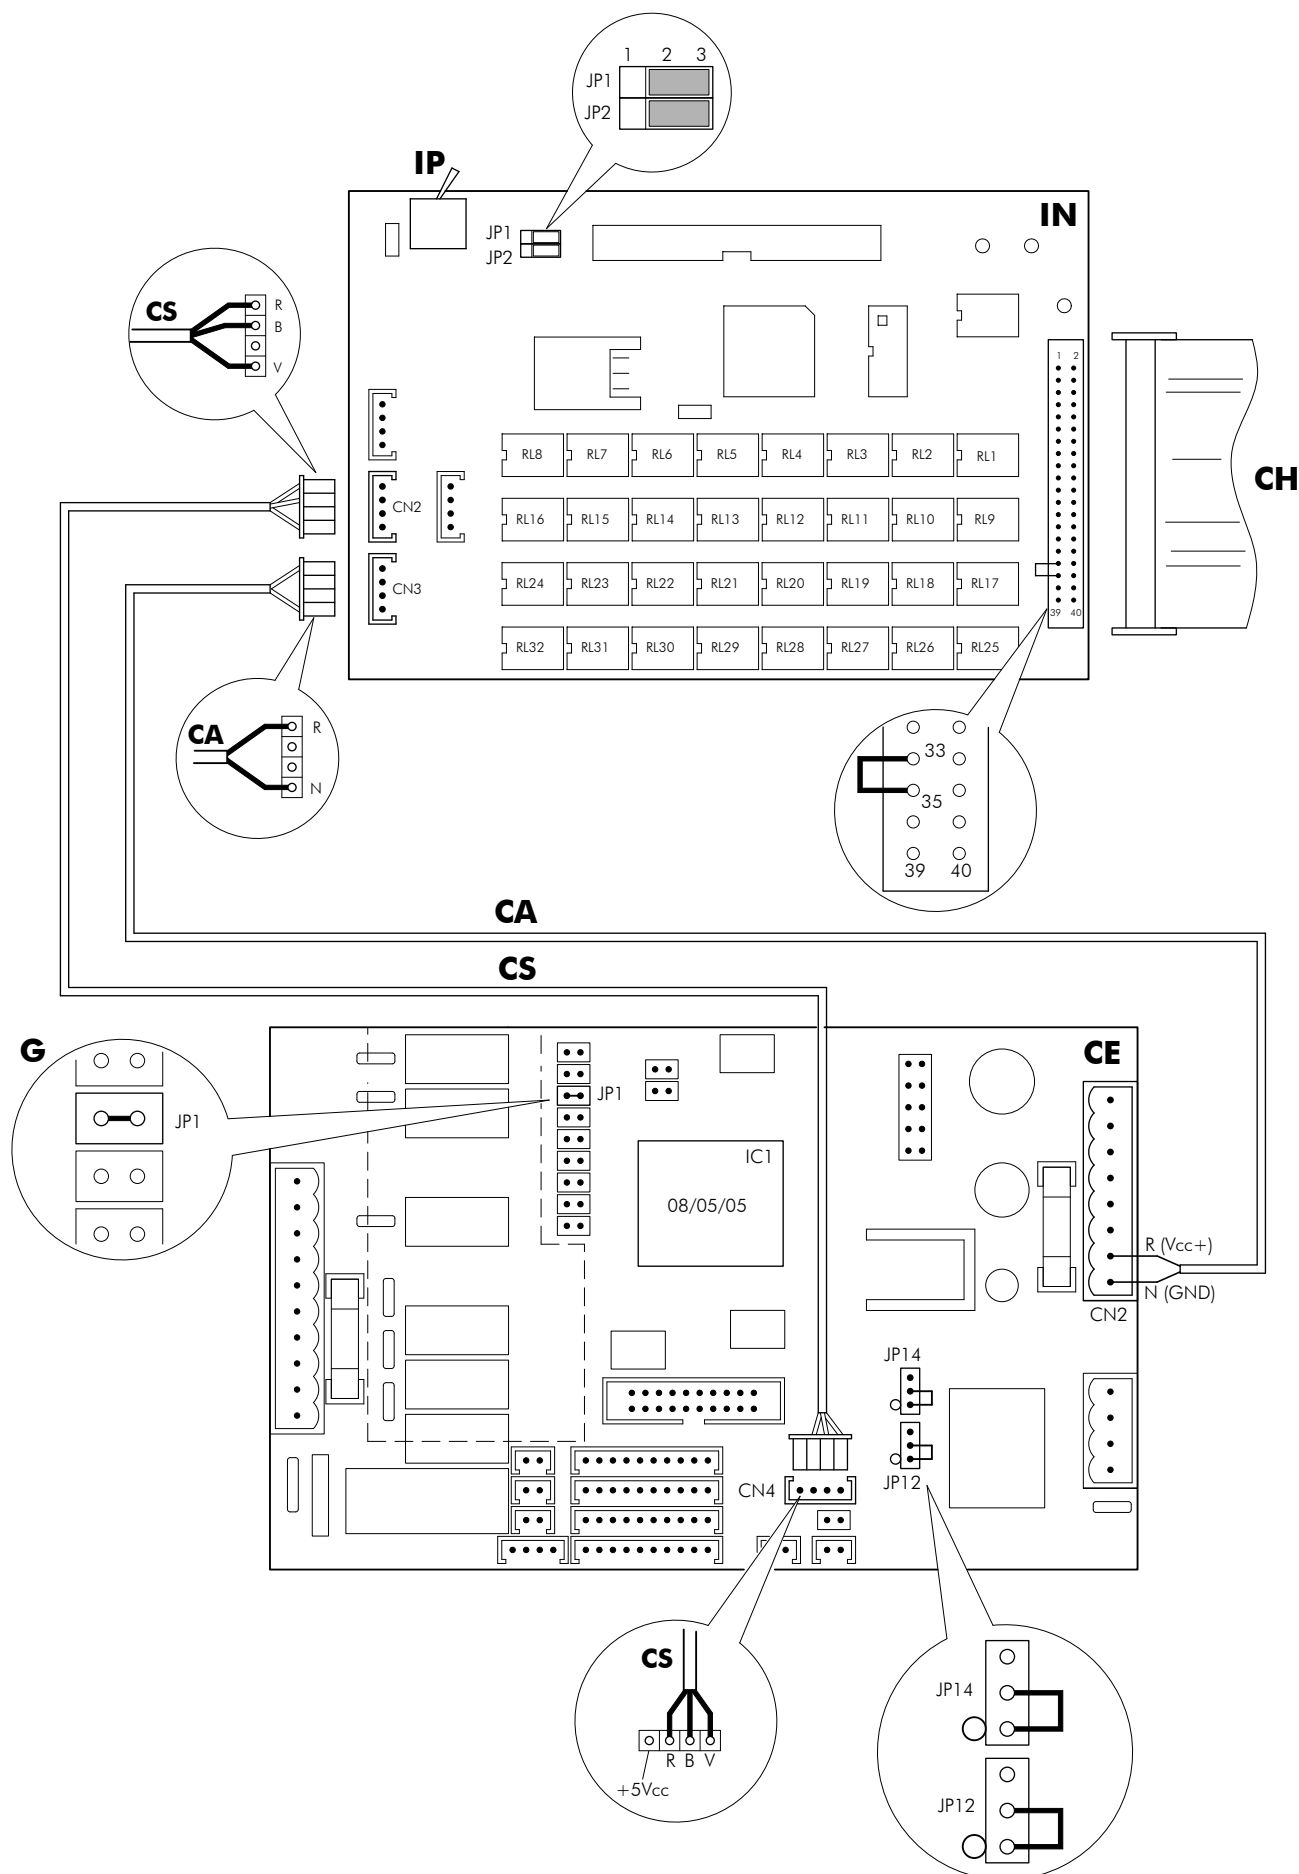 1 2 3
JP1
JP2
IP
IN
JP1
JP2
CS
R
B
V
1 2
CH
RL8 RL7 RL6 RL5 RL4 RL3 RL2 RL1
CN2
RL16 RL15 RL14 RL13 RL12 RL11 RL10 RL9
CN3
RL24 RL23 RL22 RL21 RL20 RL19 RL18 RL17
39 40
RL32 RL31 RL30 RL29 RL28 RL27 RL26 RL25
CA
R
N
33
35
39 40
CA
CS
G
CE
JP1
JP1
IC1
08/05/05
R (Vcc+)
N (GND)
CN2
JP14
CN4
JP12
CS
R B V
+5Vcc
JP14
JP12